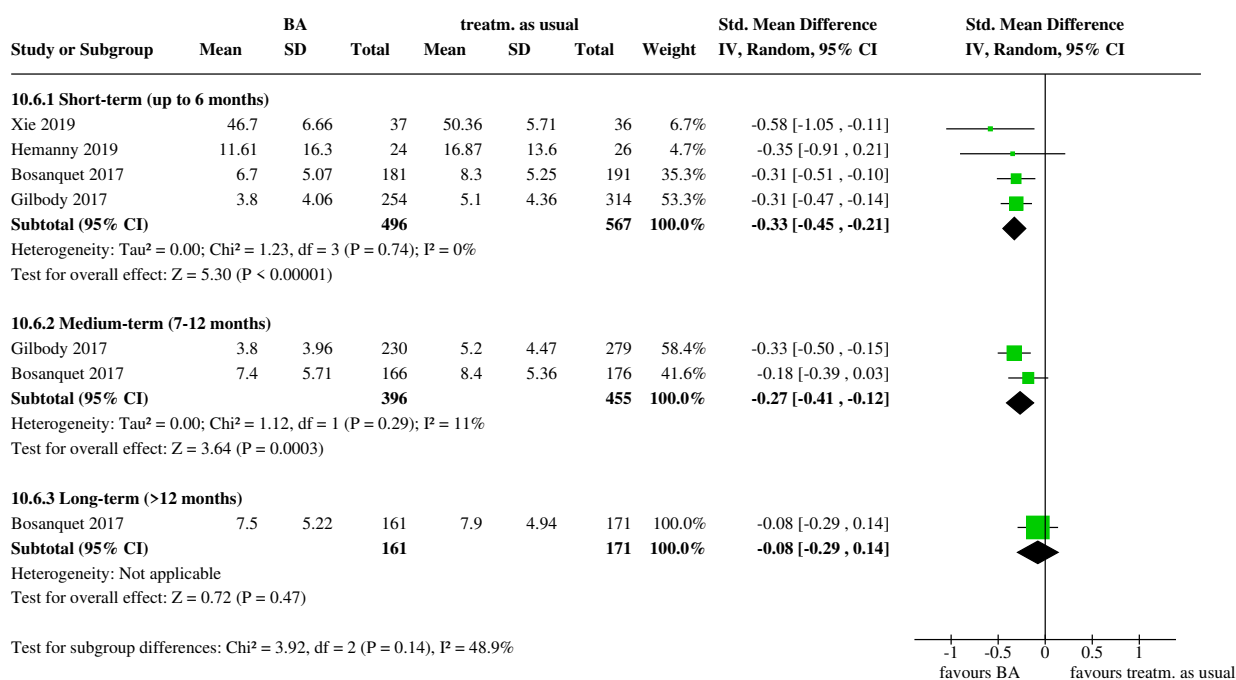 BA treatm. as usual Std. Mean Difference Std. Mean Difference
Study or Subgroup Mean SD Total Mean SD Total Weight IV, Random, 95% CI IV, Random, 95% CI
10.6.1 Short-term (up to 6 months)
Xie 2019 46.7 6.66 37 50.36 5.71 36 6.7% -0.58 [-1.05 , -0.11]
Hemanny 2019 11.61 16.3 24 16.87 13.6 26 4.7% -0.35 [-0.91 , 0.21]
Bosanquet 2017 6.7 5.07 181 8.3 5.25 191 35.3% -0.31 [-0.51 , -0.10]
Gilbody 2017 3.8 4.06 254 5.1 4.36 314 53.3% -0.31 [-0.47 , -0.14]
Subtotal (95% CI) 496 567 100.0% -0.33 [-0.45 , -0.21]
Heterogeneity: Tau² = 0.00; Chi² = 1.23, df = 3 (P = 0.74); I² = 0%
Test for overall effect: Z = 5.30 (P < 0.00001)
10.6.2 Medium-term (7-12 months)
Gilbody 2017 3.8 3.96 230 5.2 4.47 279 58.4% -0.33 [-0.50 , -0.15]
Bosanquet 2017 7.4 5.71 166 8.4 5.36 176 41.6% -0.18 [-0.39 , 0.03]
Subtotal (95% CI) 396 455 100.0% -0.27 [-0.41 , -0.12]
Heterogeneity: Tau² = 0.00; Chi² = 1.12, df = 1 (P = 0.29); I² = 11%
Test for overall effect: Z = 3.64 (P = 0.0003)
10.6.3 Long-term (>12 months)
Bosanquet 2017 7.5 5.22 161 7.9 4.94 171 100.0% -0.08 [-0.29 , 0.14]
Subtotal (95% CI) 161 171 100.0% -0.08 [-0.29 , 0.14]
Heterogeneity: Not applicable
Test for overall effect: Z = 0.72 (P = 0.47)
Test for subgroup differences: Chi² = 3.92, df = 2 (P = 0.14), I² = 48.9%
-1 -0.5 0 0.5 1
favours BA favours treatm. as usual